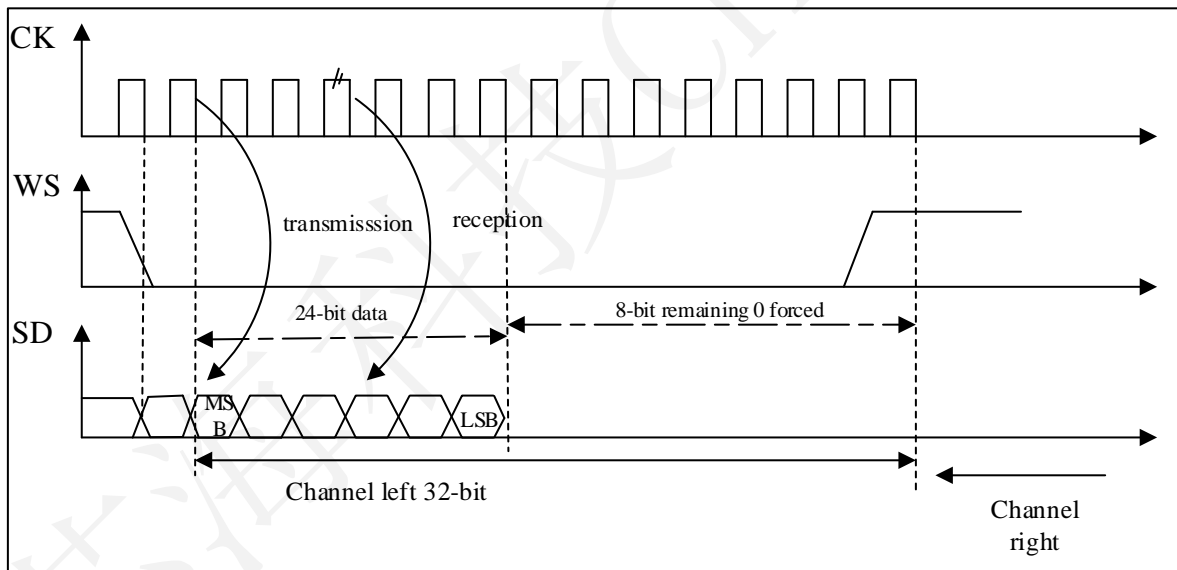 CK
WS
transmisssion
reception
24-bit data
8-bit remaining 0 forced
SD
MS
B
LSB
Channel left 32-bit
Channel
right